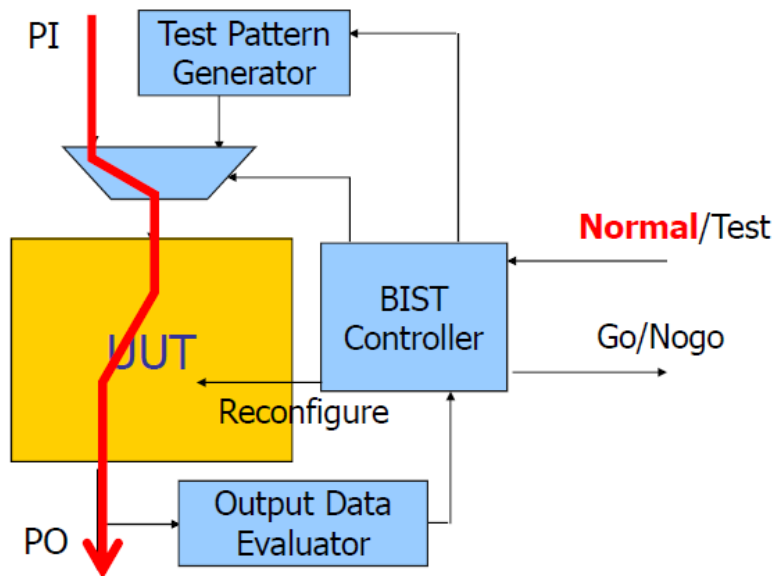 PI
Test Pattern
Generator
Normal/Test
BIST
Controller
UUT
Go/Nogo
Reconfigure
Output Data
Evaluator
PO